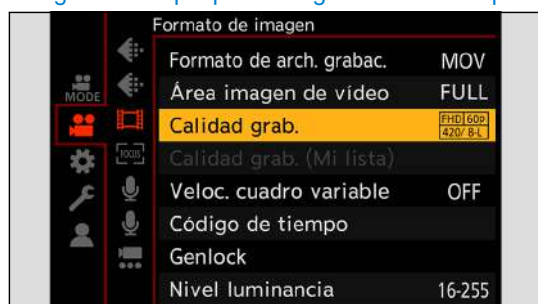 Formato de imagen
Formato de arch. grabac. MOV
MODE
Área imagen de vídeo FULL
Calidad grab. FHD 60p 420/ 8-L
FOCUS
Calidad grab. (Mi lista)
Veloc. cuadro variable OFF
Código de tiempo
Genlock
Nivel luminancia 16-255